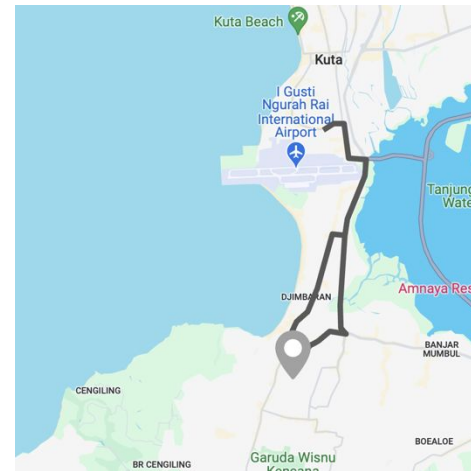 Kuta Beach
Kuta
I Gusti
Ngurah Rai
International
Airport
Tanjung
Amnaya Res
DJIMBARAN
BANJAR
MUMBUL
CENGILING
BOEALOE
BR CENGILING
Garuda Wisnu